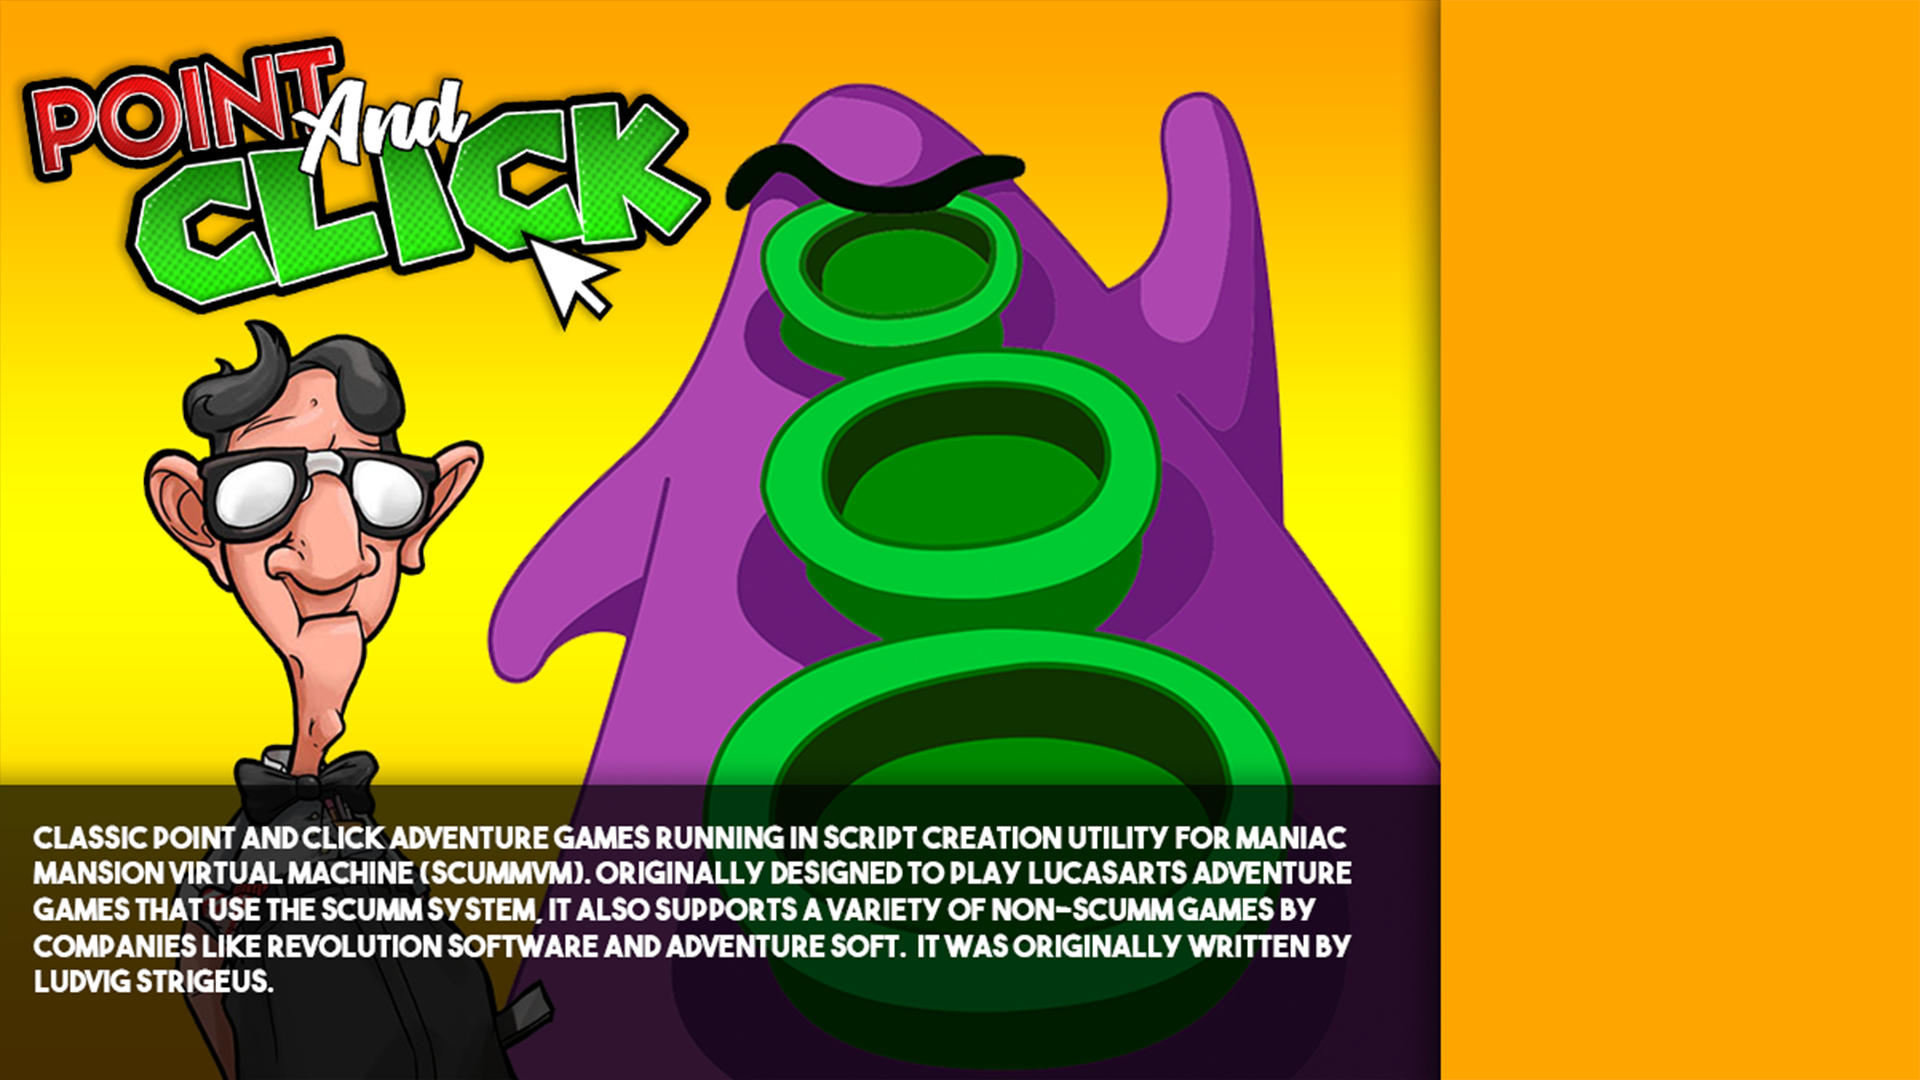 POINT And
CLICK
CLASSIC POINT AND CLICK ADVENTURE GAMES RUNNING IN SCRIPT CREATION UTILITY FOR MANIAC
MANSION VIRTUAL MACHINE (SCUMMVM). ORIGINALLY DESIGNED TO PLAY LUCASARTS ADVENTURE
GAMES THAT USE THE SCUMM SYSTEM, IT ALSO SUPPORTS A VARIETY OF NON-SCUMM GAMES BY
COMPANIES LIKE REVOLUTION SOFTWARE AND ADVENTURE SOFT. IT WAS ORIGINALLY WRITTEN BY
LUDVIG STRIGEUS.